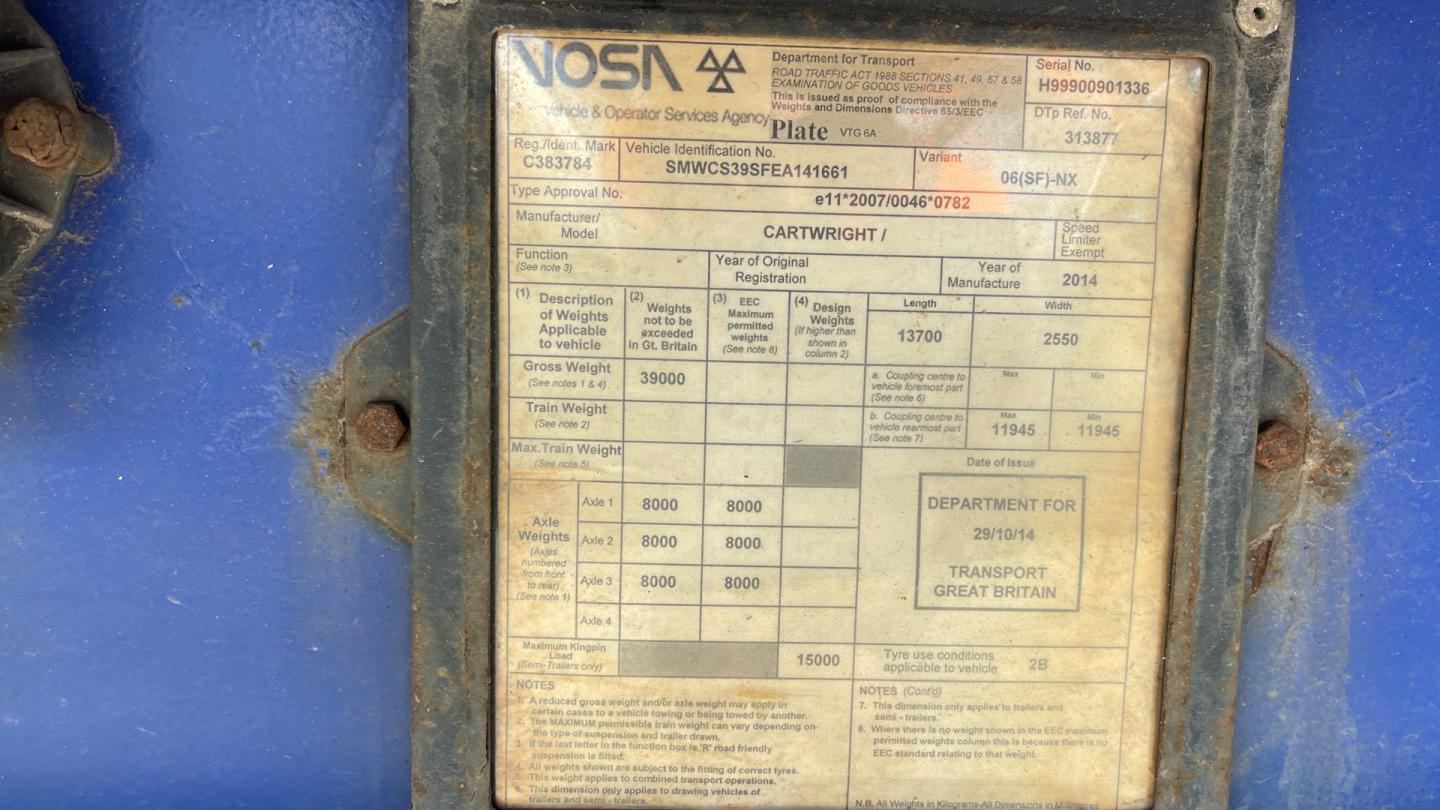 VOSA
Vehicle & Operator Services Agency
Department for Transport
ROAD TRAFFIC ACT 1988 SECTIONS 41, 49, 57 & 58
EXAMINATION OF GOODS VEHICLES
This is issued as proof of compliance with the
Weights and Dimensions Directive 85/3/EEC
Plate VTG 6A
Serial No.
H99900901336
DTp Ref. No.
313877
Reg./Ident. Mark
C383784
Vehicle Identification No.
SMWCS39SFEA141661
Variant
06(SF)-NX
Type Approval No.
e11*2007/0046*0782
Manufacturer/
Model
CARTWRIGHT /
Speed
Limiter
Exempt
Function
(See note 3)
Year of Original
Registration
Year of
Manufacture
2014
(1) Description
of Weights
Applicable
to vehicle
(2) Weights
not to be
exceeded
in Gt. Britain
(3) EEC
Maximum
permitted
weights
(See note 8)
(4) Design
Weights
(If higher than
shown in
column 2)
Length
13700
Width
2550
Gross Weight
(See notes 1 & 4)
39000
a. Coupling centre to
vehicle foremost part
(See note 6)
Max
Min
Train Weight
(See note 2)
b. Coupling centre to
vehicle rearmost part
(See note 7)
Max
11945
Min
11945
Max.Train Weight
(See note 5)
Date of Issue
DEPARTMENT FOR
29/10/14
TRANSPORT
GREAT BRITAIN
Axle
Weights
(Axles
numbered
from front
to rear)
(See note 1)
Axle 1 8000 8000
Axle 2 8000 8000
Axle 3 8000 8000
Axle 4
Maximum Kingpin
Load
(Semi-Trailers only)
15000
Tyre use conditions
applicable to vehicle
2B
NOTES
1. A reduced gross weight and/or axle weight may apply in
certain cases to a vehicle towing or being towed by another.
2. The MAXIMUM permissible train weight can vary depending on
the type of suspension and trailer drawn.
3. If the last letter in the function box is 'R' road friendly
suspension is fitted.
4. All weights shown are subject to the fitting of correct tyres.
5. This weight applies to combined transport operations.
6. This dimension only applies to drawing vehicles of
trailers and semi - trailers.
NOTES (Cont'd)
7. This dimension only applies to trailers and
semi - trailers.
8. Where there is no weight shown in the EEC maximum
permitted weights column this is because there is no
EEC standard relating to that weight.
N.B. All Weights in Kilograms-All Dimensions in Millimetres